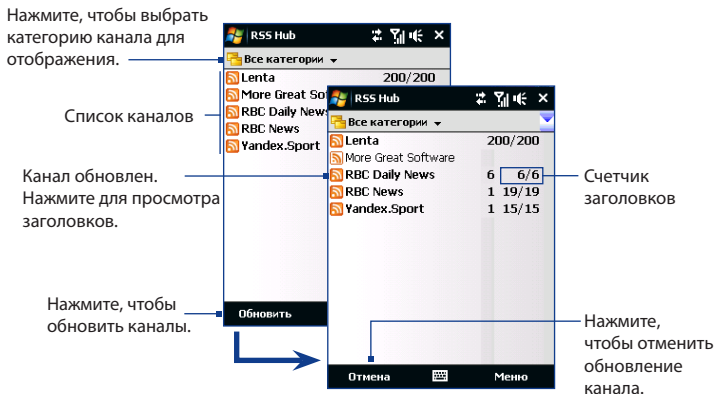 Нажмите, чтобы выбрать
категорию канала для
отображения.
Список каналов
Канал обновлен.
Нажмите для просмотра
заголовков.
Нажмите, чтобы
обновить каналы.
RSS Hub
Все категории
Lenta 200/200
More Great So
RBC Daily News
RBC News
Yandex.Sport
Обновить
RSS Hub
Все категории
Lenta 200/200
More Great Software
RBC Daily News 6 6/6
RBC News 1 19/19
Yandex.Sport 1 15/15
Отмена Меню
Счетчик
заголовков
Нажмите,
чтобы отменить
обновление
канала.